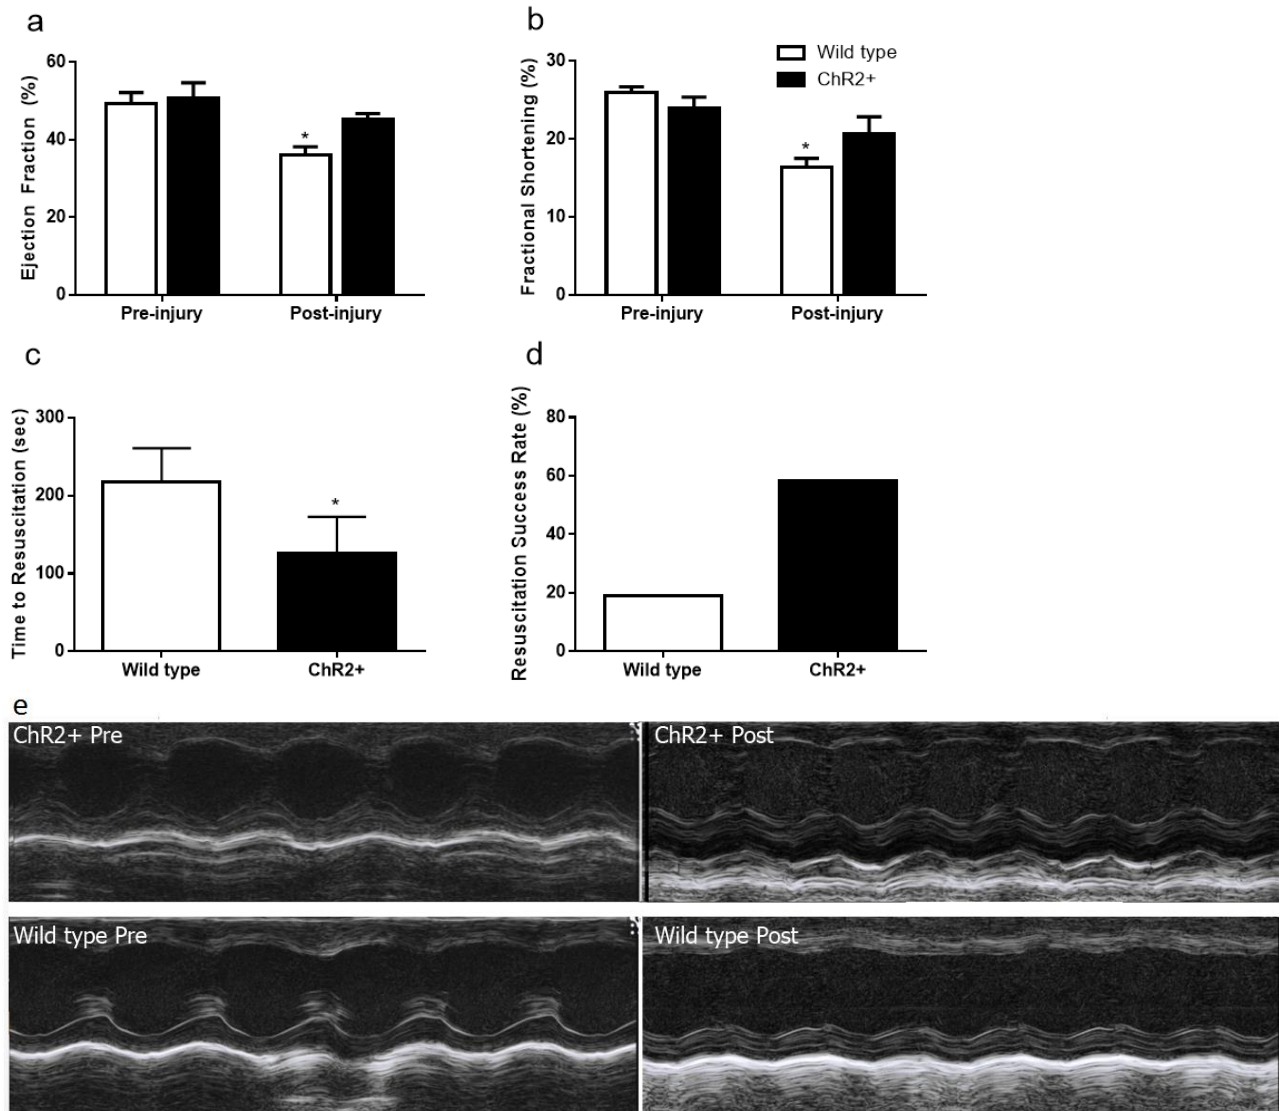 a
Ejection Fraction (%)
60
40
20
0
*
Pre-injury
Post-injury
b
Fractional Shortening (%)
30
20
10
0
*
Wild type
ChR2+
Pre-injury
Post-injury
c
Time to Resuscitation (sec)
300
200
100
0
*
Wild type
ChR2+
d
Resuscitation Success Rate (%)
80
60
40
20
0
Wild type
ChR2+
e
ChR2+ Pre
ChR2+ Post
Wild type Pre
Wild type Post